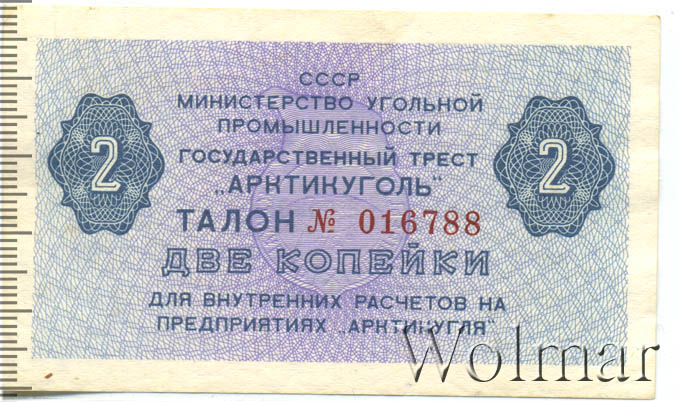 СССР
МИНИСТЕРСТВО УГОЛЬНОЙ
ПРОМЫШЛЕННОСТИ
ГОСУДАРСТВЕННЫЙ ТРЕСТ
„АРКТИКУГОЛЬ"
2
2
ТАЛОН № 016788
ДВЕ КОПЕЙКИ
ДЛЯ ВНУТРЕННИХ РАСЧЕТОВ НА
ПРЕДПРИЯТИЯХ „АРКТИКУГЛЯ"
Wolmar